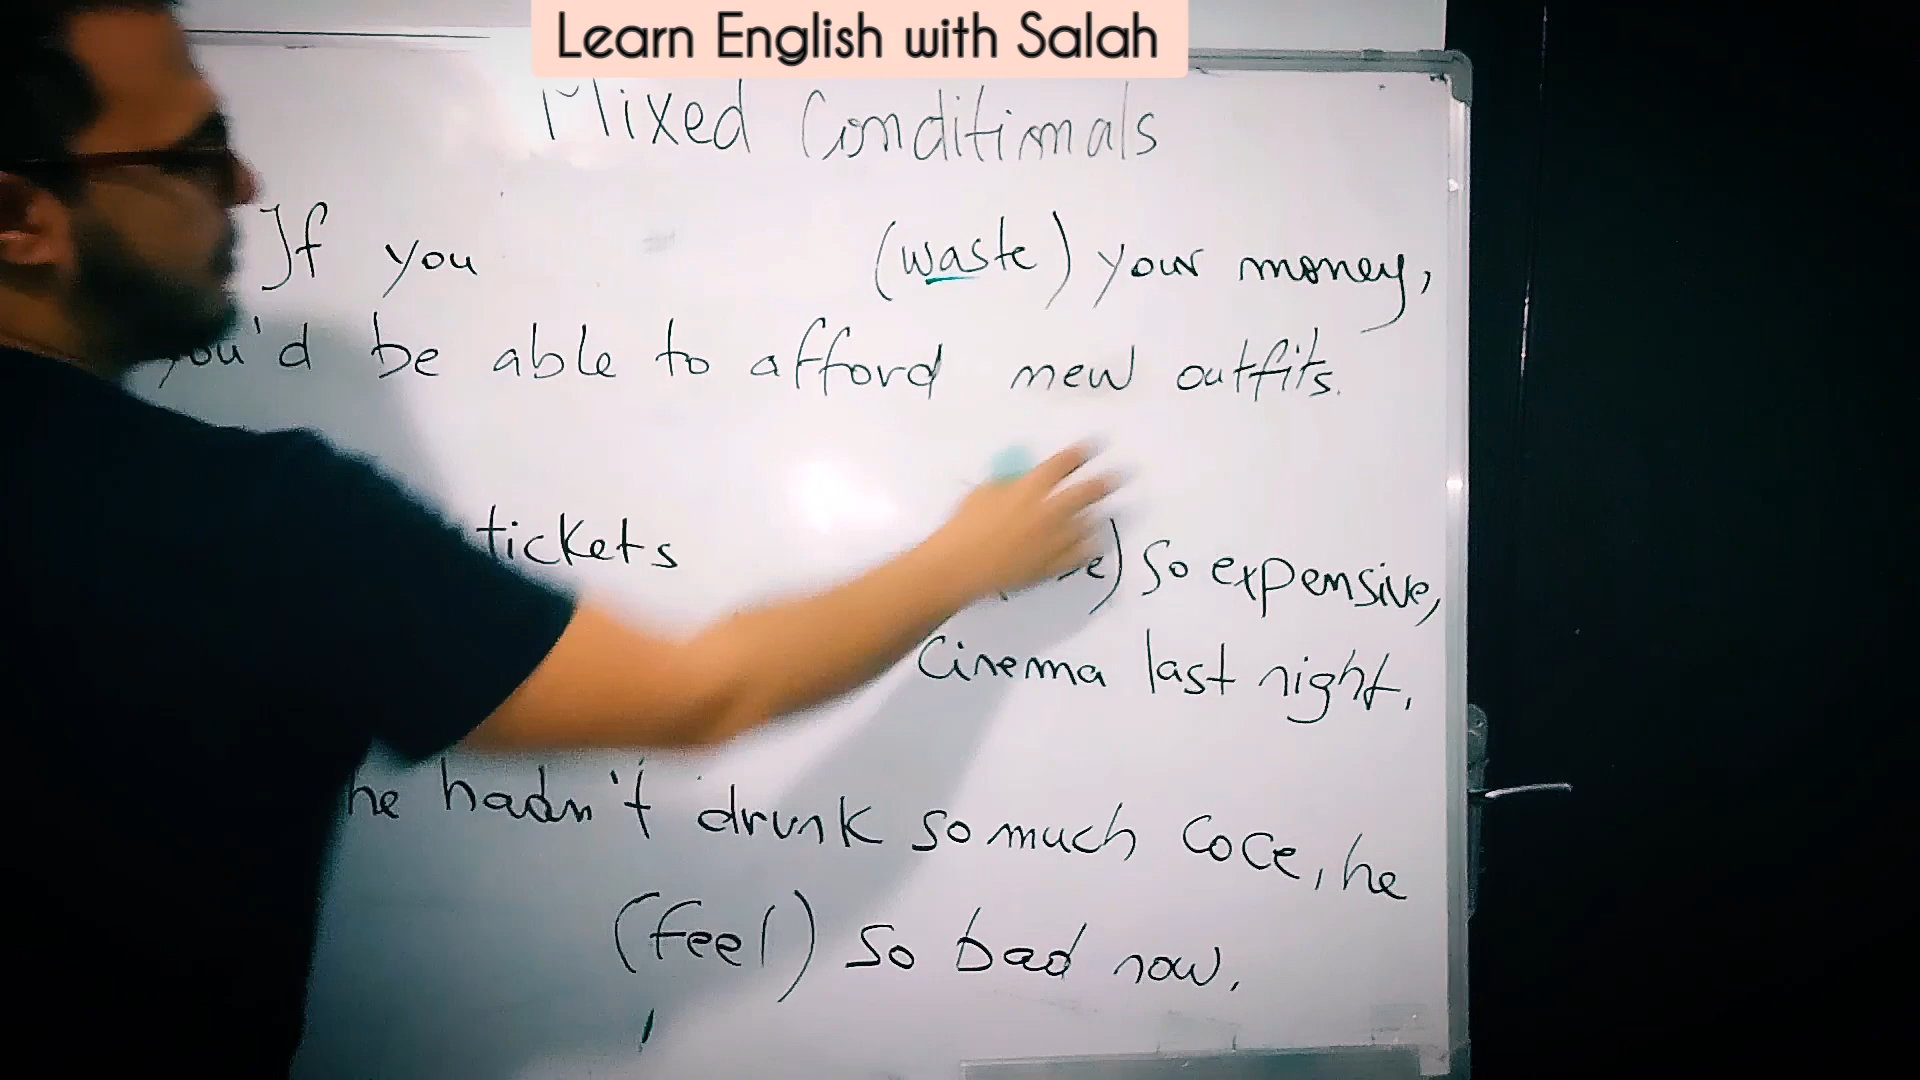 Learn English with Salah
Mixed Conditionals
If you (waste) your money,
you'd be able to afford new outfits.
tickets so expensive,
Cinema last night.
he hadn't drunk so much coce, he
(feel) so bad now.